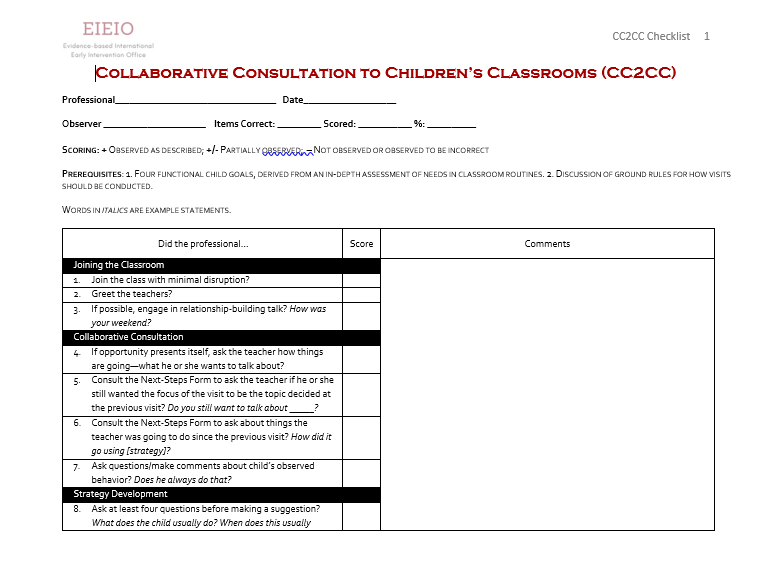 EIEIO
Evidence-based International
Early Intervention Office
CC2CC Checklist 1
Collaborative Consultation to Children's Classrooms (CC2CC)
Professional________________________________ Date__________________
Observer ____________________ Items Correct: _________ Scored: ___________ %: __________
Scoring: + Observed as described; +/- Partially observed; – Not observed or observed to be incorrect
Prerequisites: 1. Four functional child goals, derived from an in-depth assessment of needs in classroom routines. 2. Discussion of ground rules for how visits
should be conducted.
Words in italics are example statements.
Did the professional... Score Comments
Joining the Classroom
1. Join the class with minimal disruption?
2. Greet the teachers?
3. If possible, engage in relationship-building talk? How was
your weekend?
Collaborative Consultation
4. If opportunity presents itself, ask the teacher how things
are going—what he or she wants to talk about?
5. Consult the Next-Steps Form to ask the teacher if he or she
still wanted the focus of the visit to be the topic decided at
the previous visit? Do you still want to talk about _____?
6. Consult the Next-Steps Form to ask about things the
teacher was going to do since the previous visit? How did it
go using [strategy]?
7. Ask questions/make comments about child's observed
behavior? Does he always do that?
Strategy Development
8. Ask at least four questions before making a suggestion?
What does the child usually do? When does this usually